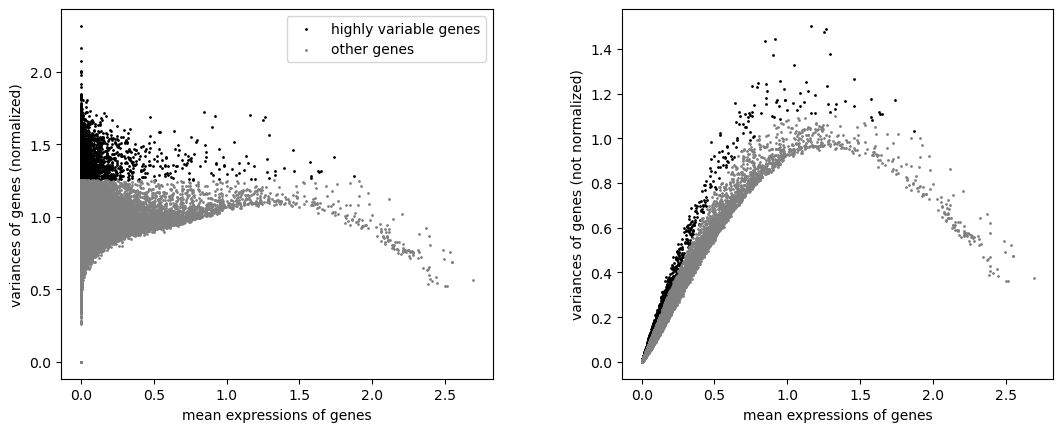 highly variable genes
other genes
variances of genes (normalized)
2.0
1.5
1.0
0.5
0.0
0.0 0.5 1.0 1.5 2.0 2.5
mean expressions of genes
variances of genes (not normalized)
1.4
1.2
1.0
0.8
0.6
0.4
0.2
0.0
0.0 0.5 1.0 1.5 2.0 2.5
mean expressions of genes